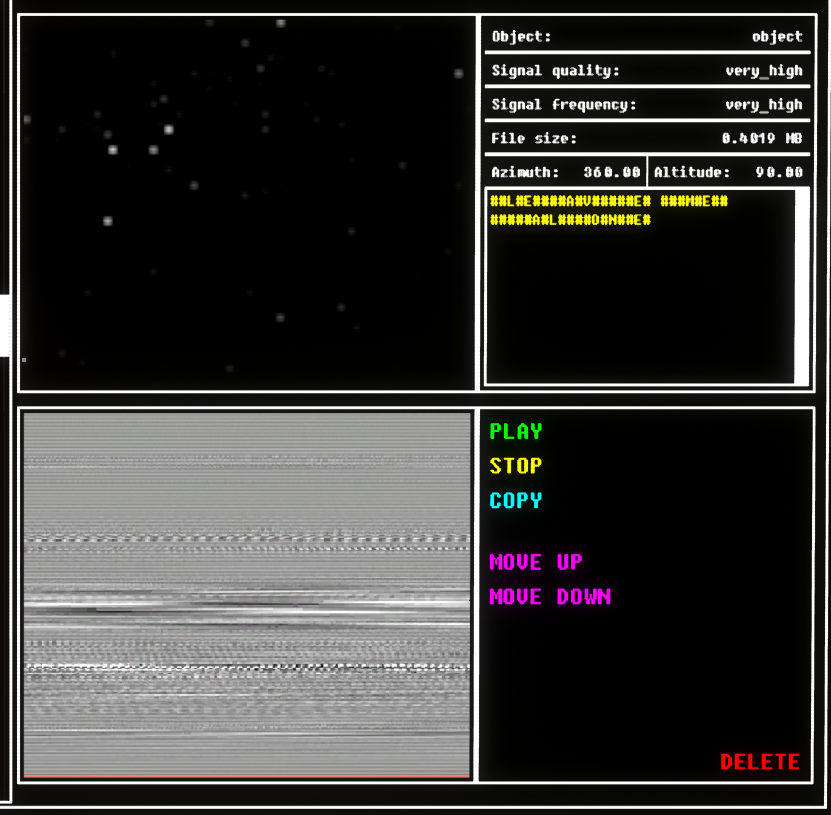 Object: object
Signal quality: very_high
Signal frequency: very_high
File size: 0.4019 MB
Azimuth: 360.00 Altitude: 90.00
##L#E####A#V#####E# ###M#E##
#####A#L####O#N##E#
PLAY
STOP
COPY
MOVE UP
MOVE DOWN
DELETE